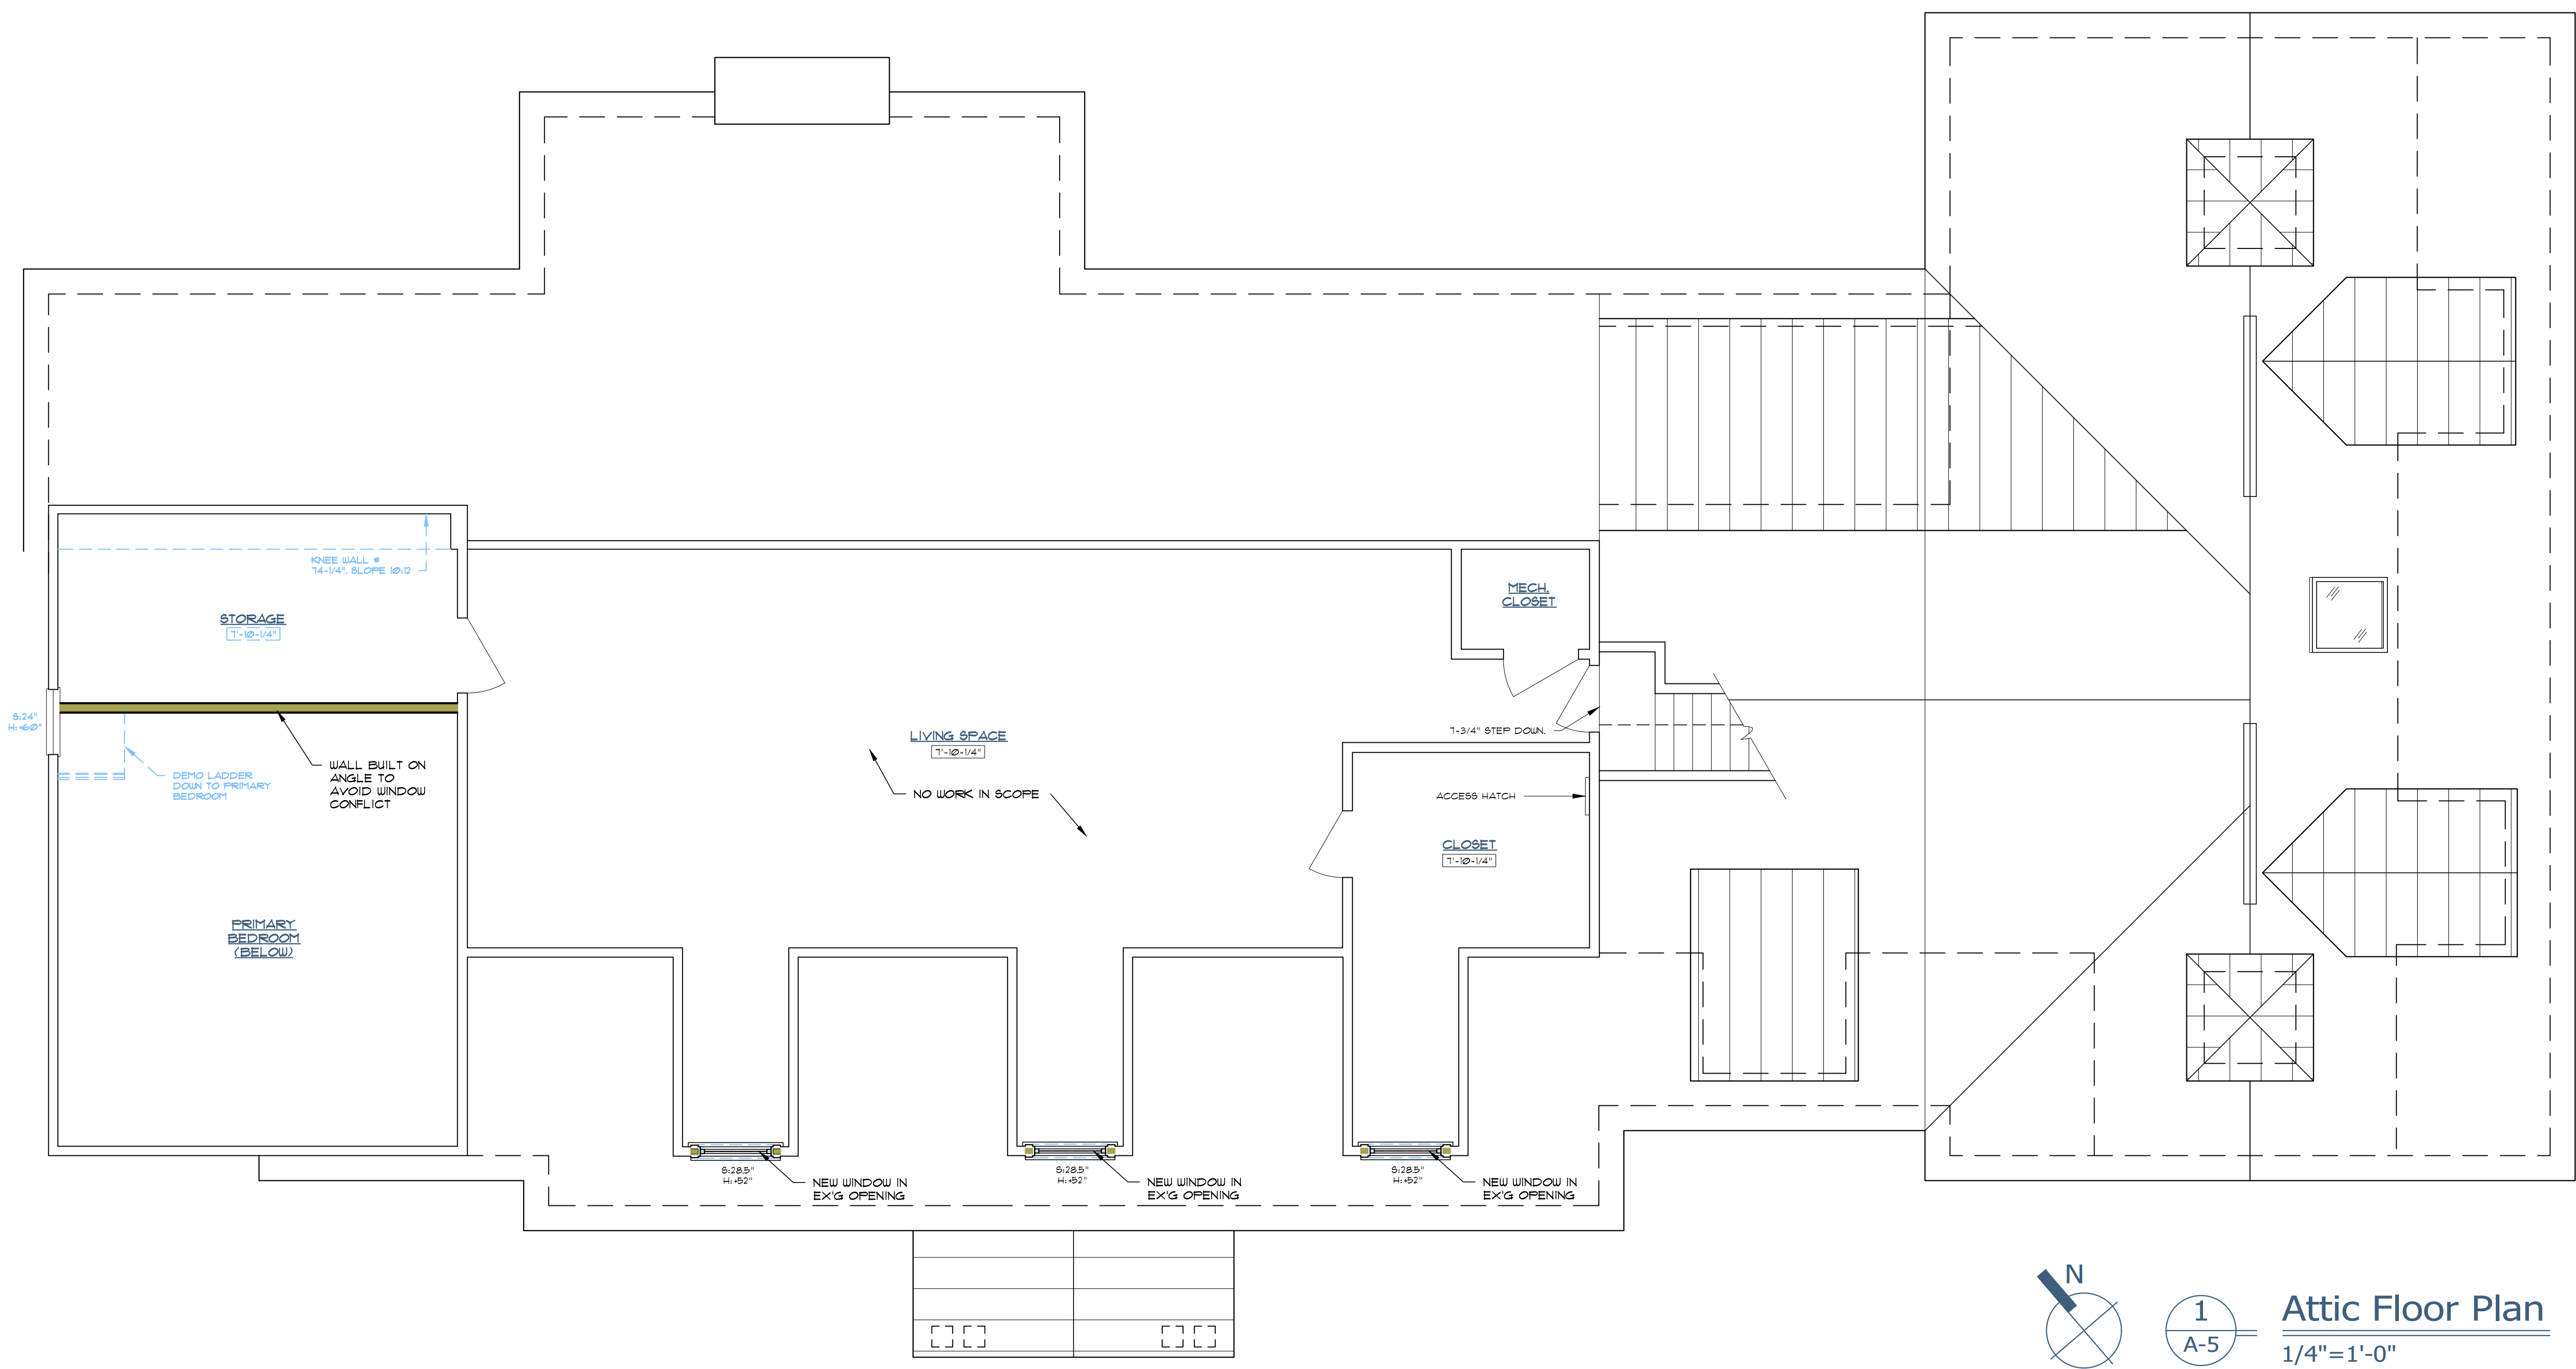 KNEE WALL #
74-1/4". SLOPE 10:12
STORAGE
7'-10-1/4"
MECH.
CLOSET
S:24"
H:+60"
DEMO LADDER
DOWN TO PRIMARY
BEDROOM
WALL BUILT ON
ANGLE TO
AVOID WINDOW
CONFLICT
LIVING SPACE
7'-10-1/4"
NO WORK IN SCOPE
7-3/4" STEP DOWN.
ACCESS HATCH
CLOSET
7'-10-1/4"
PRIMARY
BEDROOM
(BELOW)
S:28.5"
H:+52"
NEW WINDOW IN
EX'G OPENING
S:28.5"
H:+52"
NEW WINDOW IN
EX'G OPENING
S:28.5"
H:+52"
NEW WINDOW IN
EX'G OPENING
N
1
A-5
Attic Floor Plan
1/4"=1'-0"